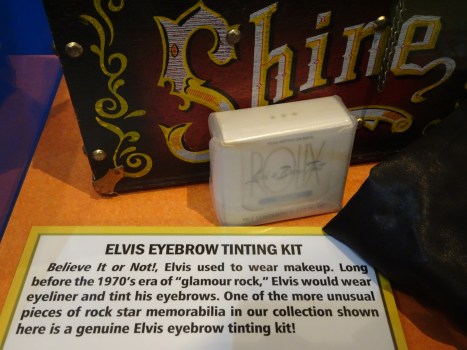 Shine
ELVIS EYEBROW TINTING KIT
Believe It or Not!, Elvis used to wear makeup. Long
before the 1970's era of "glamour rock," Elvis would wear
eyeliner and tint his eyebrows. One of the more unusual
pieces of rock star memorabilia in our collection shown
here is a genuine Elvis eyebrow tinting kit!